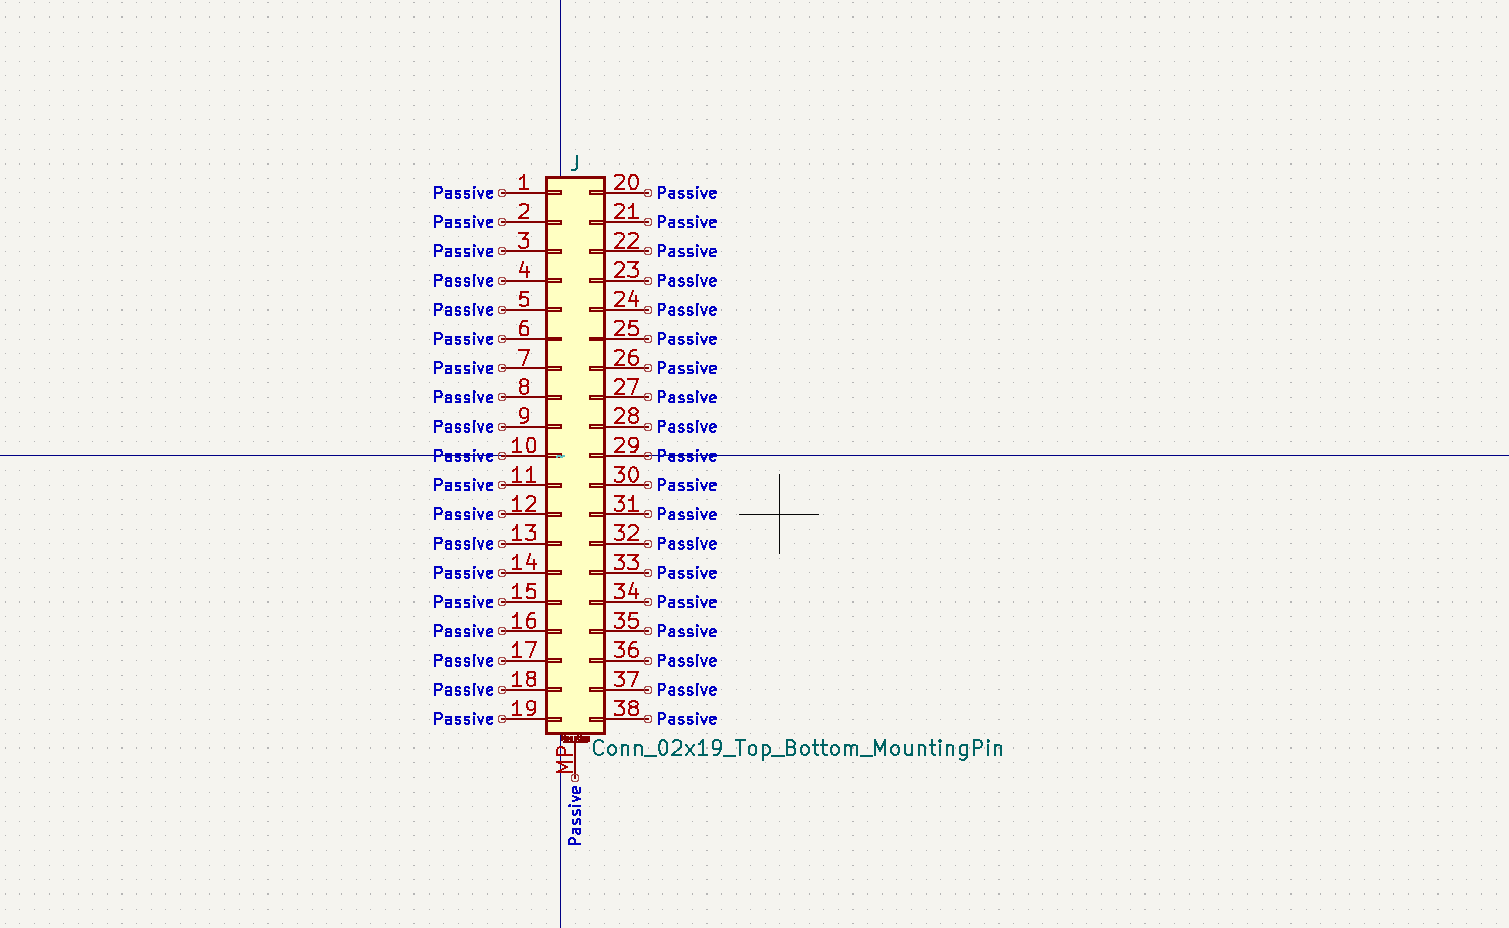 J
Passive 1 20 Passive
Passive 2 21 Passive
Passive 3 22 Passive
Passive 4 23 Passive
Passive 5 24 Passive
Passive 6 25 Passive
Passive 7 26 Passive
Passive 8 27 Passive
Passive 9 28 Passive
Passive 10 29 Passive
Passive 11 30 Passive
Passive 12 31 Passive
Passive 13 32 Passive
Passive 14 33 Passive
Passive 15 34 Passive
Passive 16 35 Passive
Passive 17 36 Passive
Passive 18 37 Passive
Passive 19 38 Passive
Conn_02x19_Top_Bottom_MountingPin
MP
Passive